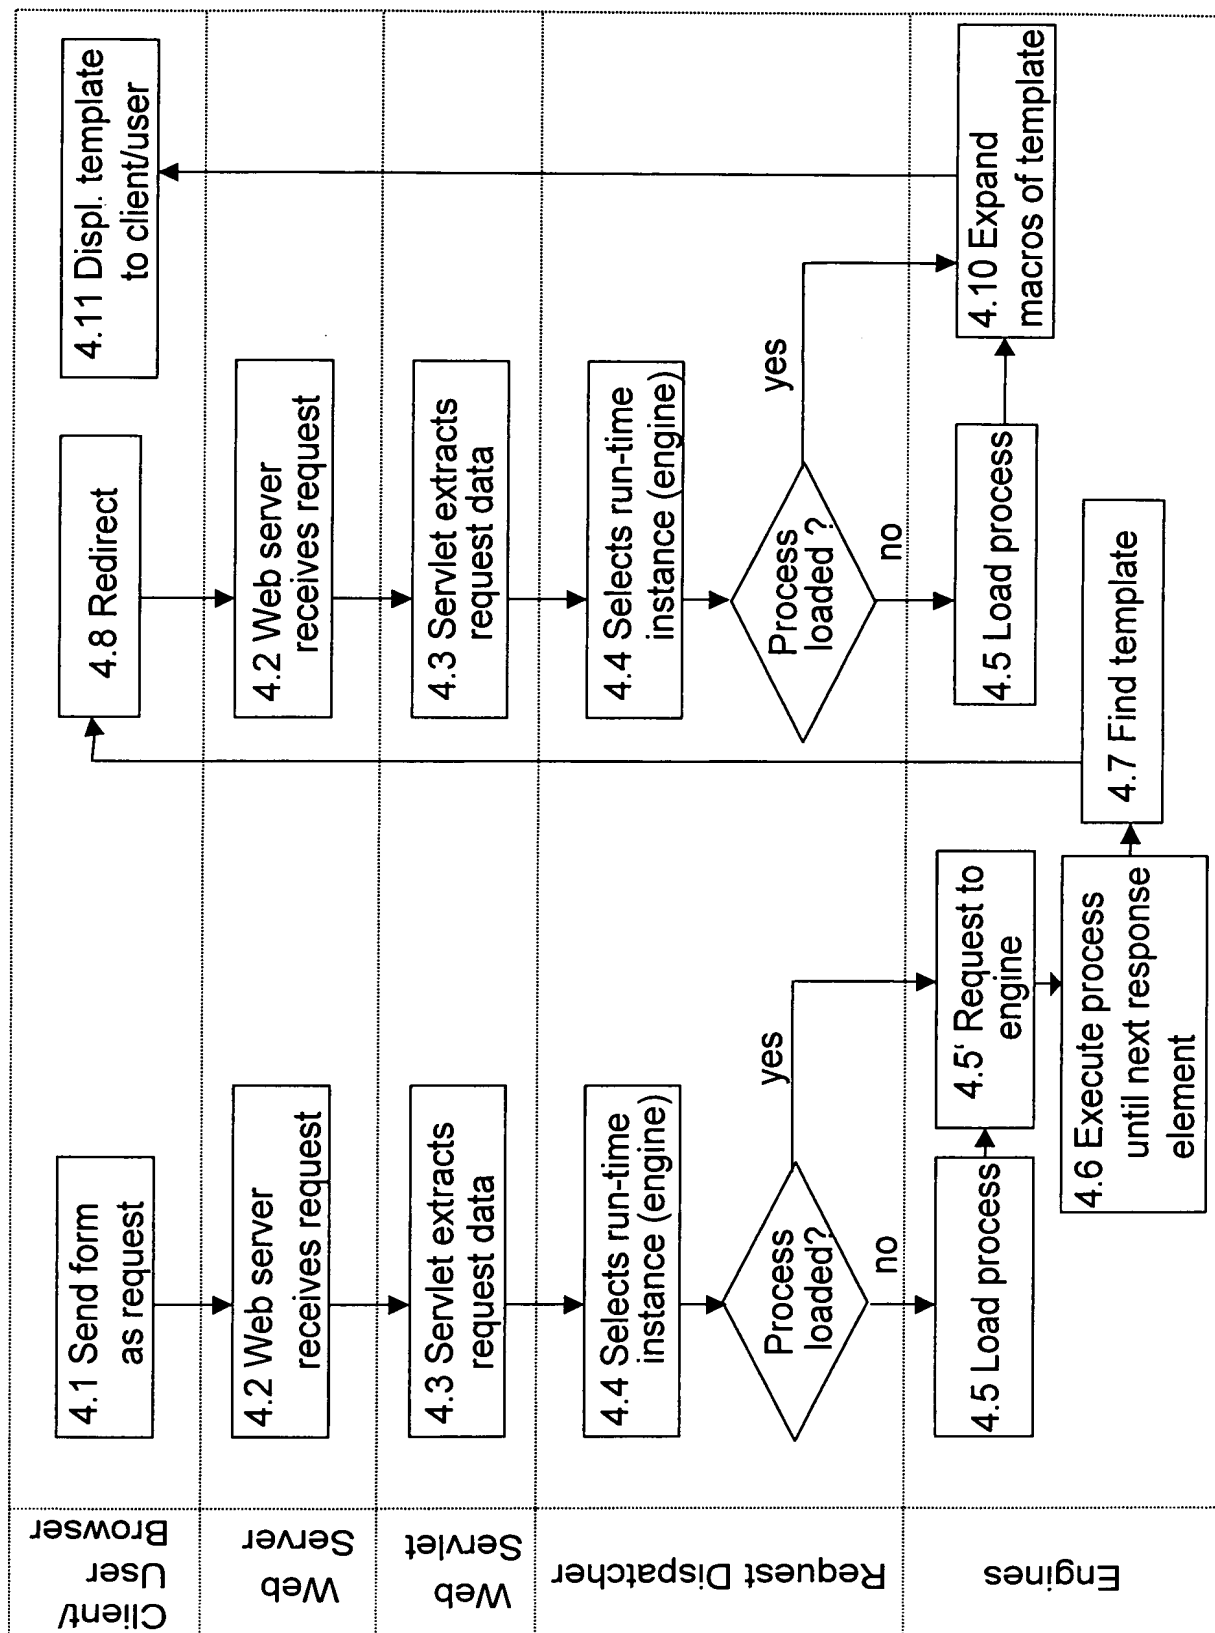 Client/
User
Browser
Web
Server
Web
Servlet
Request Dispatcher
Engines
4.1 Send form
as request
4.2 Web server
receives request
4.3 Servlet extracts
request data
4.4 Selects run-time
instance (engine)
Process
loaded?
yes
no
4.5 Load process
4.5‘ Request to
engine
4.6 Execute process
until next response
element
4.7 Find template
4.8 Redirect
4.2 Web server
receives request
4.3 Servlet extracts
request data
4.4 Selects run-time
instance (engine)
Process
loaded ?
yes
no
4.5 Load process
4.10 Expand
macros of template
4.11 Displ. template
to client/user